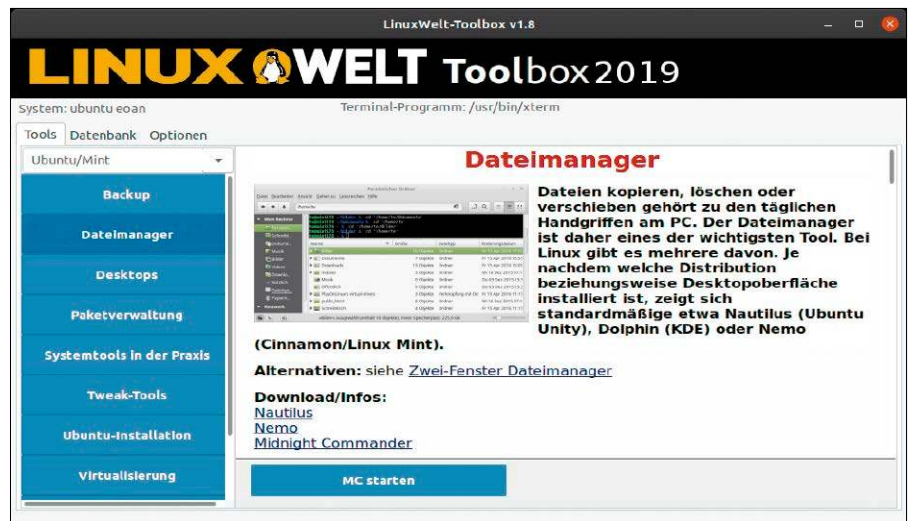 LinuxWelt-Toolbox v1.8
LINUX WELT Toolbox2019
System: ubuntu eoan
Terminal-Programm: /usr/bin/xterm
Tools Datenbank Optionen
Ubuntu/Mint
Backup
Dateimanager
Desktops
Paketverwaltung
Systemtools in der Praxis
Tweak-Tools
Ubuntu-Installation
Virtualisierung
Dateimanager
Dateien kopieren, löschen oder
verschieben gehört zu den täglichen
Handgriffen am PC. Der Dateimanager
ist daher eines der wichtigsten Tool. Bei
Linux gibt es mehrere davon. Je
nachdem welche Distribution
beziehungsweise Desktopoberfläche
installiert ist, zeigt sich
standardmäßige etwa Nautilus (Ubuntu
Unity), Dolphin (KDE) oder Nemo
(Cinnamon/Linux Mint).
Alternativen: siehe Zwei-Fenster Dateimanager
Download/Infos:
Nautilus
Nemo
Midnight Commander
MC starten